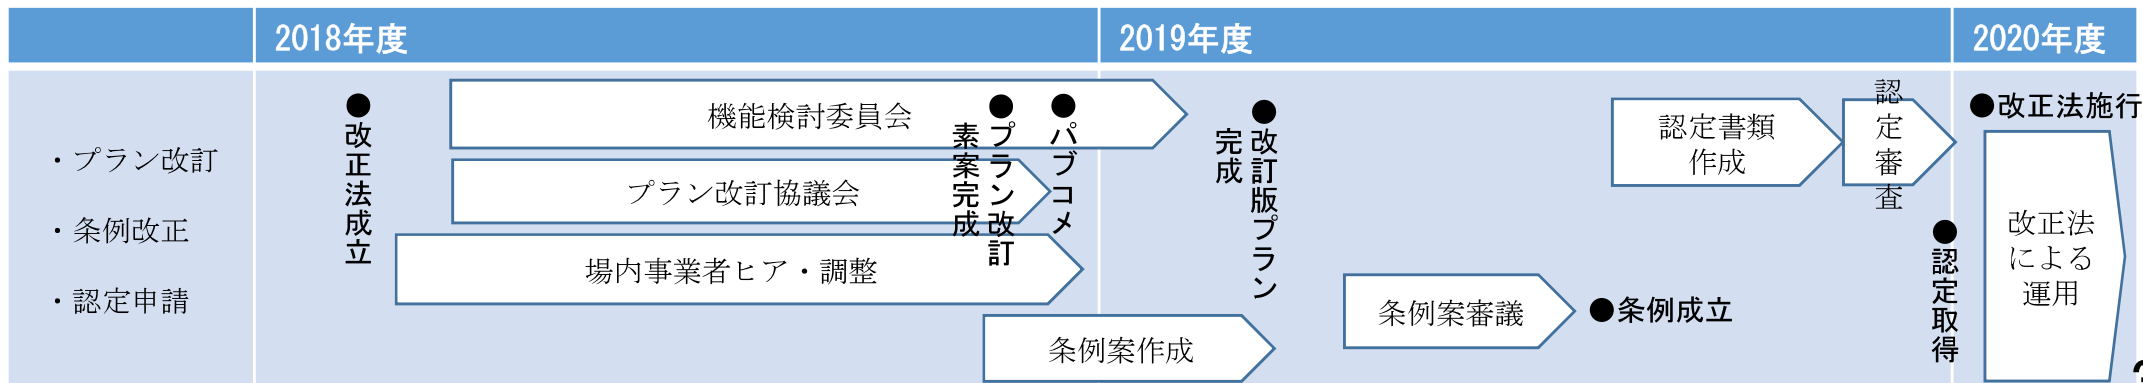 2018年度
2019年度
2020年度
・プラン改訂
・条例改正
・認定申請
●改正法成立
機能検討委員会
プラン改訂協議会
場内事業者ヒア・調整
●プラン改訂
素案完成
●パブコメ
条例案作成
●改訂版プラン
完成
条例案審議
●条例成立
認定書類
作成
認定審査
●認定取得
●改正法施行
改正法
による
運用